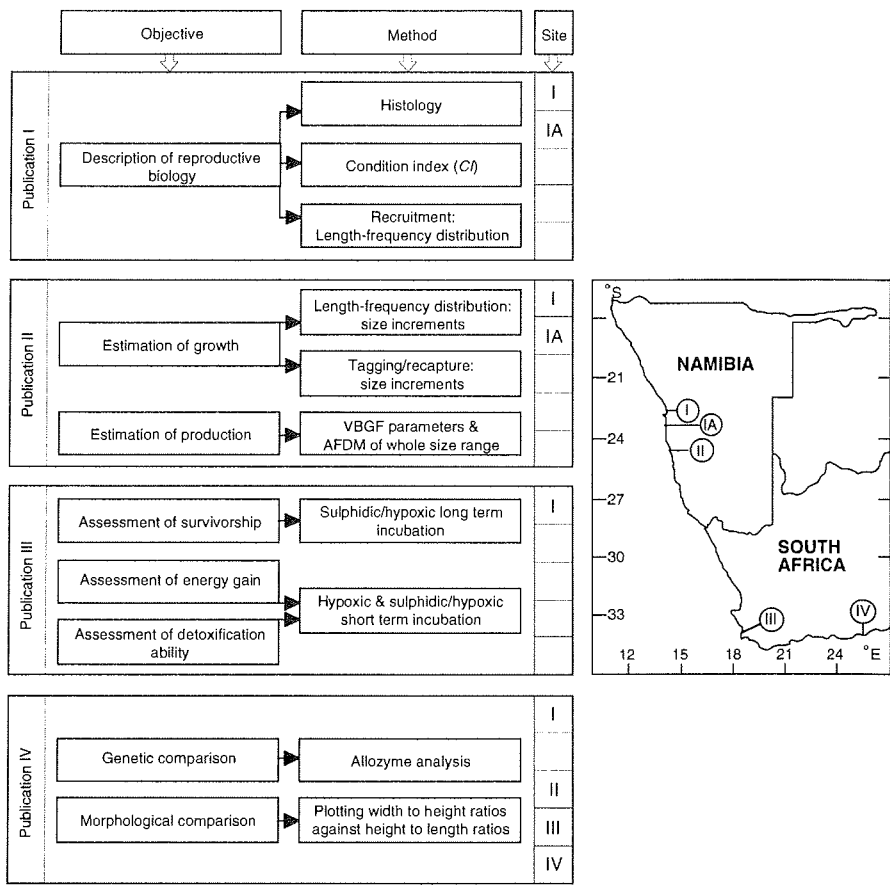 Objective
Method
Site
Publication I
Description of reproductive
biology
Histology
Condition index (CI)
Recruitment:
Length-frequency distribution
I
IA
Publication II
Estimation of growth
Length-frequency distribution:
size increments
Tagging/recapture:
size increments
Estimation of production
VBGF parameters &
AFDM of whole size range
I
IA
Publication III
Assessment of survivorship
Sulphidic/hypoxic long term
incubation
Assessment of energy gain
Assessment of detoxification
ability
Hypoxic & sulphidic/hypoxic
short term incubation
I
Publication IV
Genetic comparison
Allozyme analysis
Morphological comparison
Plotting width to height ratios
against height to length ratios
I
II
III
IV
°S
NAMIBIA
-21
I
IA
-24
II
-27
SOUTH
AFRICA
-30
-33
III
IV
12 15 18 21 24 °E